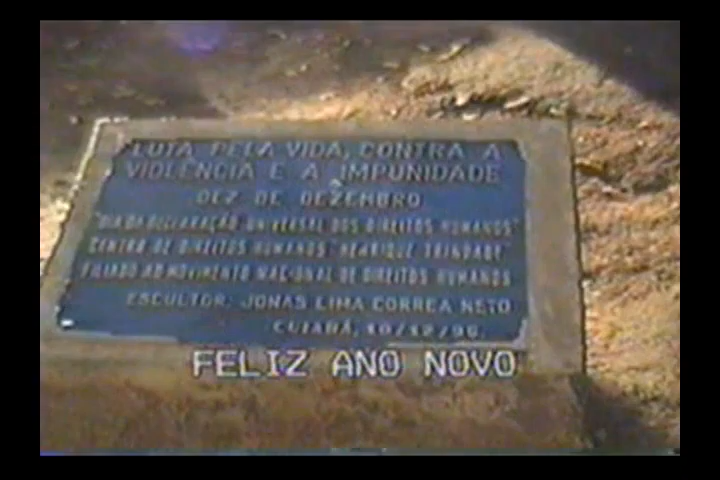 LUTA PELA VIDA, CONTRA A
VIOLÊNCIA E A IMPUNIDADE
DEZ DE DEZEMBRO
"DIA DA DECLARAÇÃO UNIVERSAL DOS DIREITOS HUMANOS"
CENTRO DE DIREITOS HUMANOS "HENRIQUE TRINDADE"
FILIADO AO MOVIMENTO NACIONAL DE DIREITOS HUMANOS
ESCULTOR. JONAS LIMA CORREA NETO
CUIABÁ, 10/12/96.
FELIZ ANO NOVO